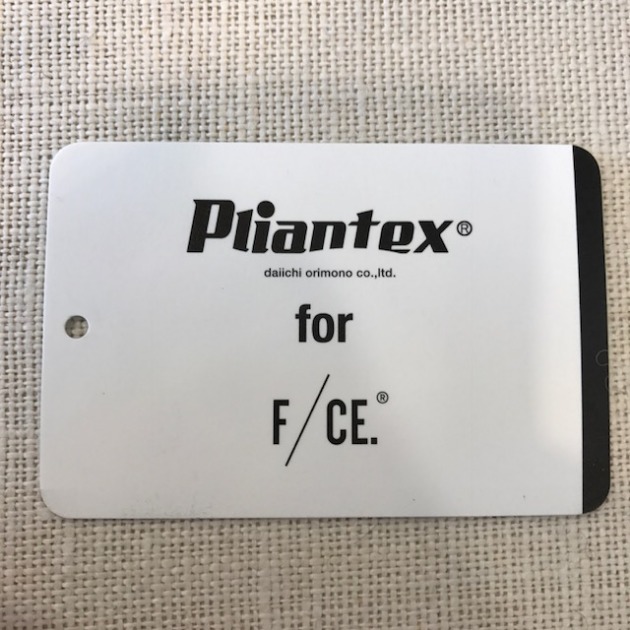 Pliantex®
daiichi orimono co.,ltd.
for
F/CE.®